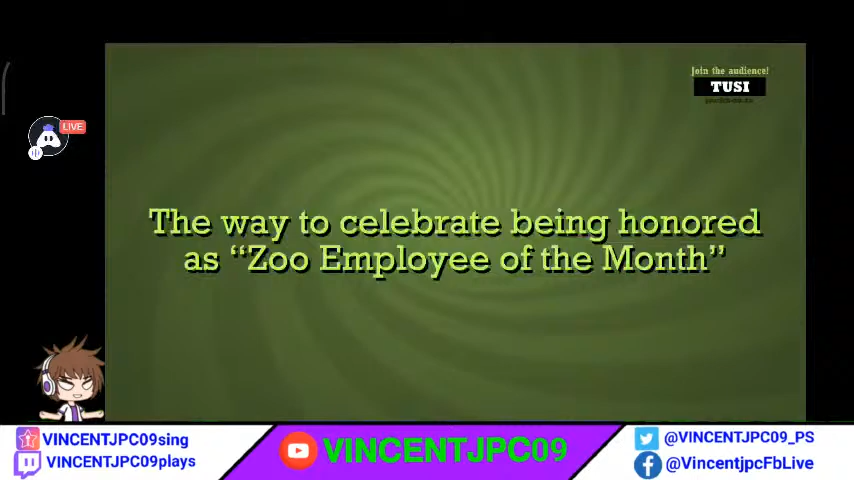 Join the audience!
TUSI
LIVE
The way to celebrate being honored
as “Zoo Employee of the Month”
VINCENTJPC09sing
VINCENTJPC09plays
VINCENTJPC09
@VINCENTJPC09_PS
@VincentjpcFbLive